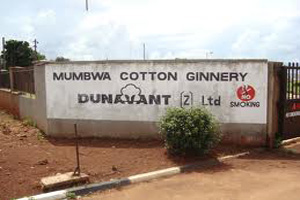 MUMBWA COTTON GINNERY
DUNAVANT [Z] Ltd
NO
SMOKING